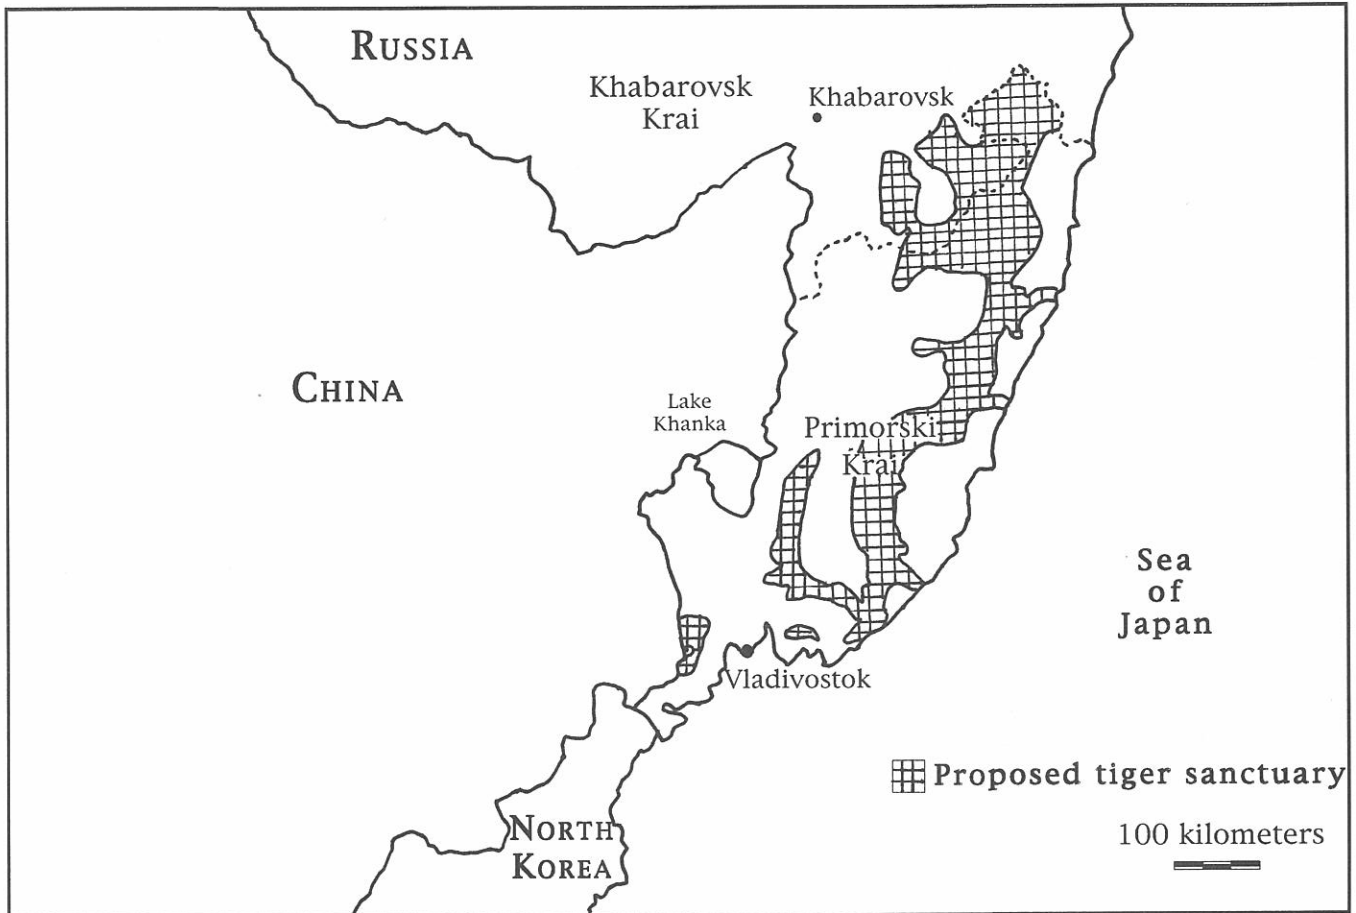 RUSSIA
Khabarovsk
Krai
Khabarovsk
CHINA
Lake
Khanka
Primorski
Krai
Sea
of
Japan
Vladivostok
Proposed tiger sanctuary
NORTH
KOREA
100 kilometers